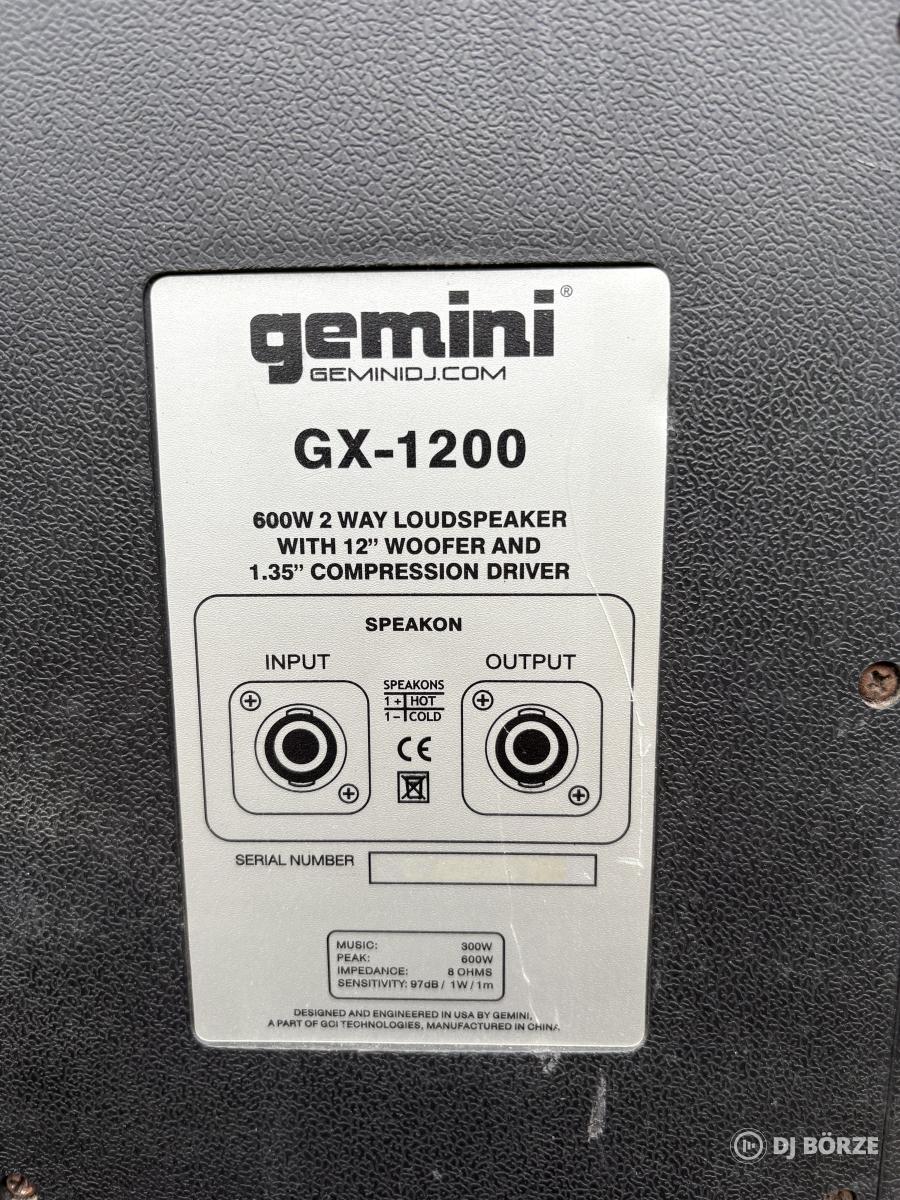 gemini®
GEMINIDJ.COM
GX-1200
600W 2 WAY LOUDSPEAKER
WITH 12” WOOFER AND
1.35” COMPRESSION DRIVER
SPEAKON
INPUT
OUTPUT
SPEAKONS
1 + HOT
1 – COLD
CE
SERIAL NUMBER
MUSIC: 300W
PEAK: 600W
IMPEDANCE: 8 OHMS
SENSITIVITY: 97dB / 1W / 1m
DESIGNED AND ENGINEERED IN USA BY GEMINI,
A PART OF GCI TECHNOLOGIES, MANUFACTURED IN CHINA
DJ BÖRZE